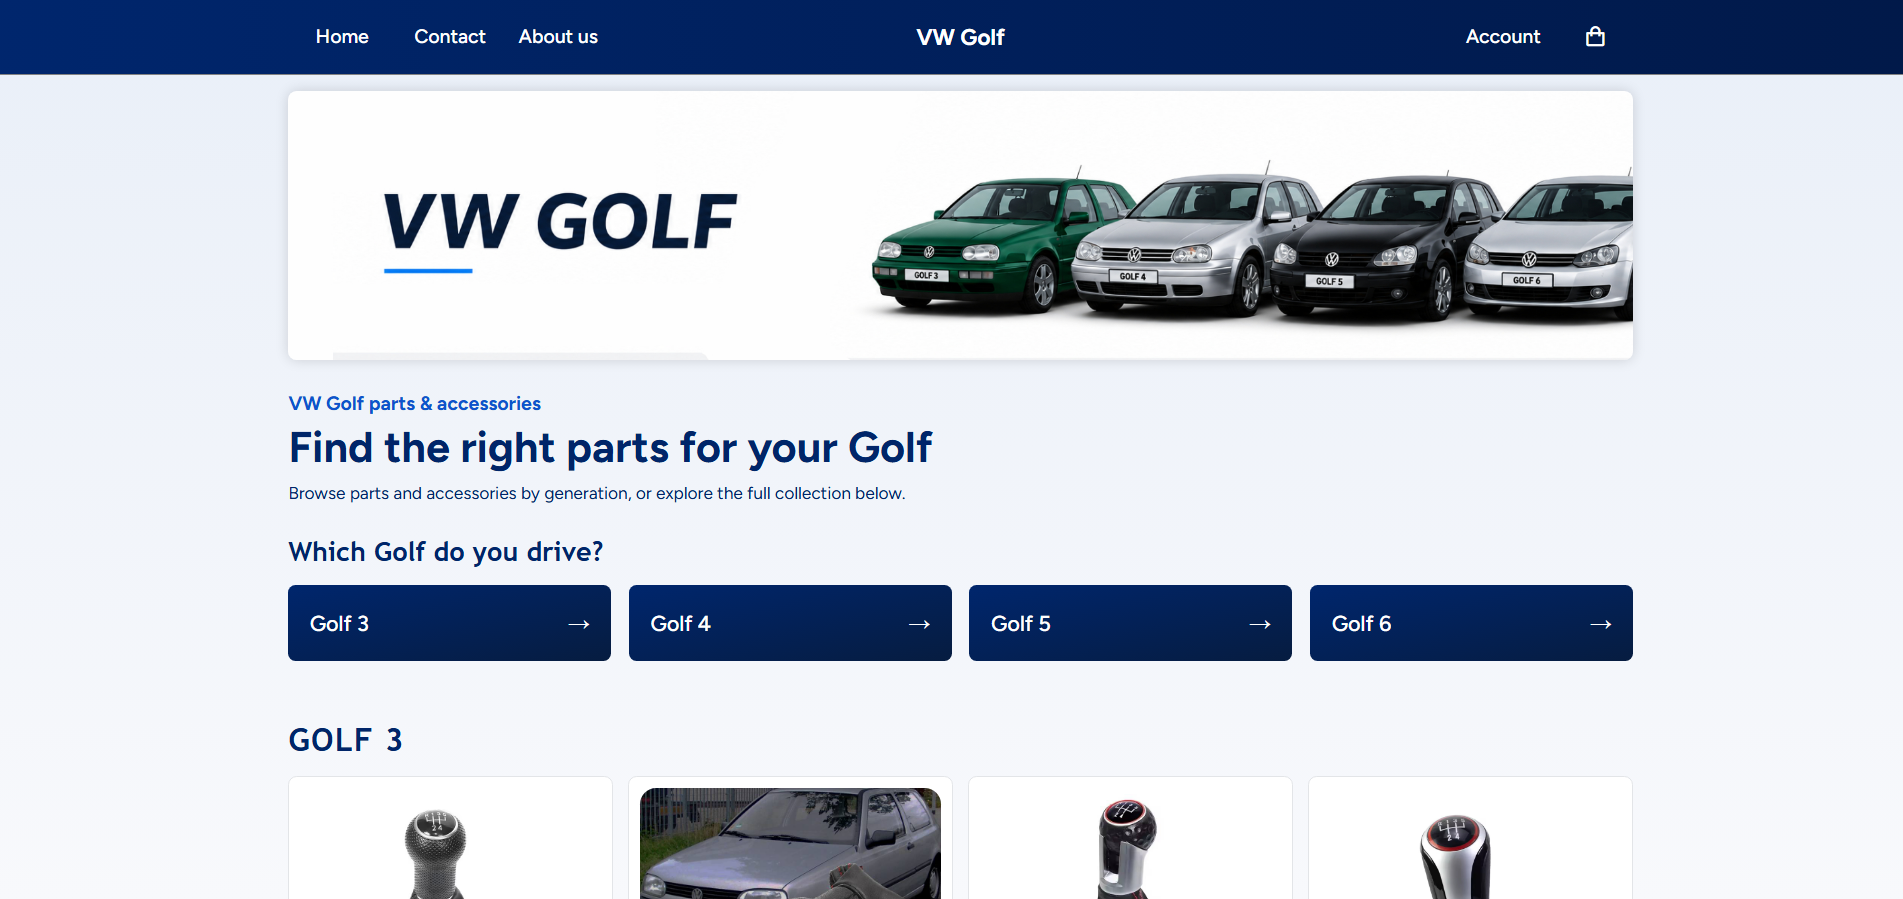 Home Contact About us VW Golf Account
VW GOLF
GOLF 3 GOLF 4 GOLF 5 GOLF 6
VW Golf parts & accessories
Find the right parts for your Golf
Browse parts and accessories by generation, or explore the full collection below.
Which Golf do you drive?
Golf 3 → Golf 4 → Golf 5 → Golf 6 →
GOLF 3